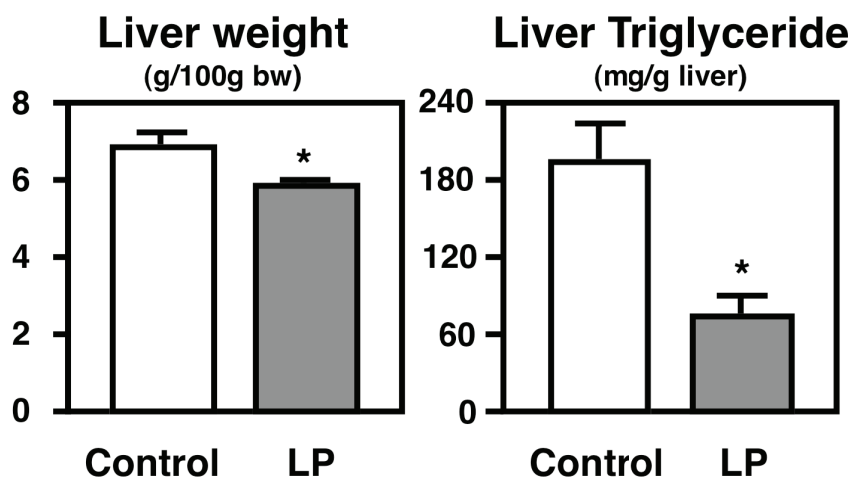 Liver weight
(g/100g bw)
8
6
4
2
0
*
Control LP
Liver Triglyceride
(mg/g liver)
240
180
120
60
0
*
Control LP